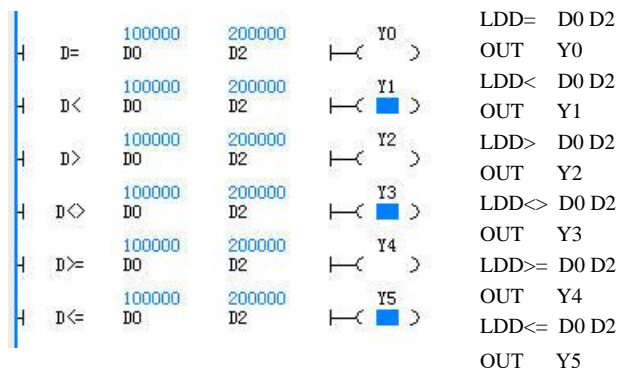 100000 200000 Y0
D= D0 D2
100000 200000 Y1
D< D0 D2
100000 200000 Y2
D> D0 D2
100000 200000 Y3
D<> D0 D2
100000 200000 Y4
D>= D0 D2
100000 200000 Y5
D<= D0 D2
LDD= D0 D2
OUT Y0
LDD< D0 D2
OUT Y1
LDD> D0 D2
OUT Y2
LDD<> D0 D2
OUT Y3
LDD>= D0 D2
OUT Y4
LDD<= D0 D2
OUT Y5